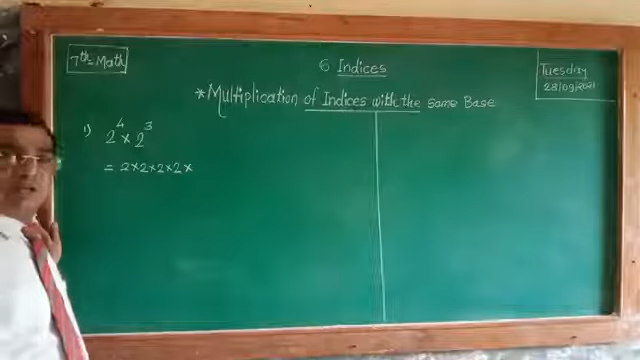 7th Math
6 Indices
Tuesday
28/09/2021
*Multiplication of Indices with the same Base
1) 2⁴ × 2³
= 2×2×2×2×